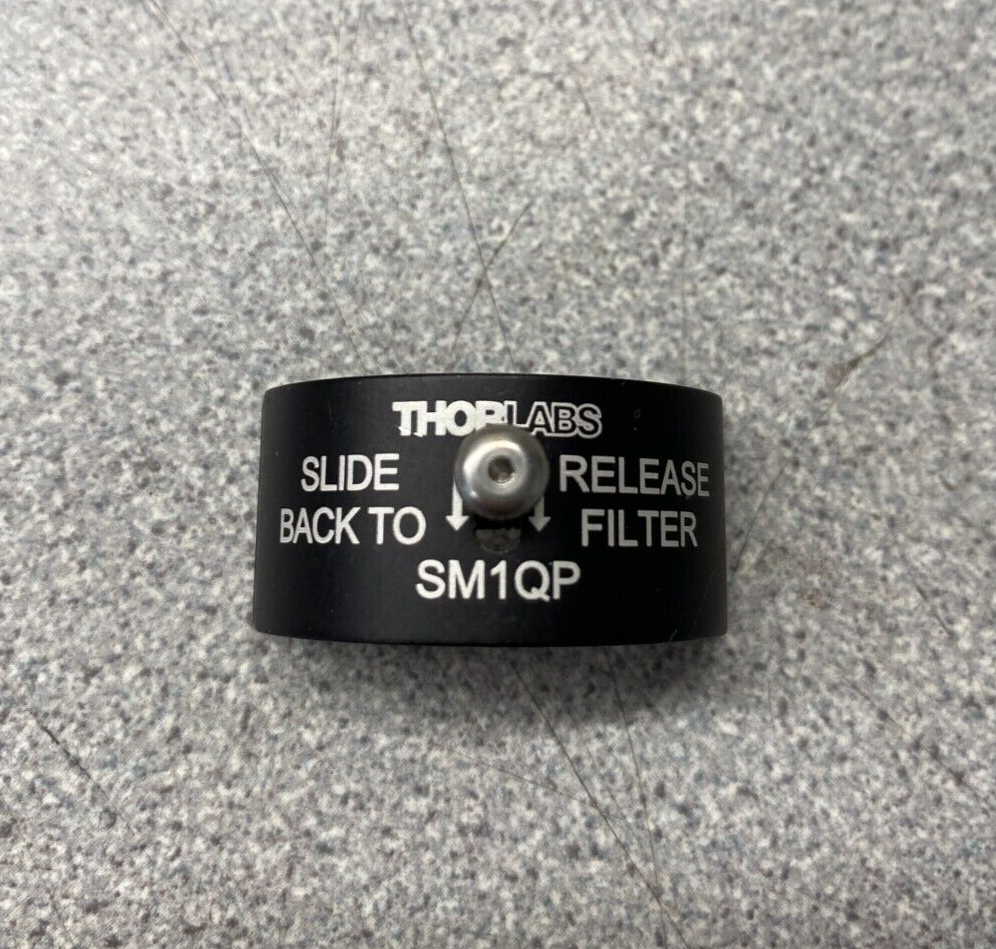 THORLABS
SLIDE RELEASE
BACK TO FILTER
SM1QP